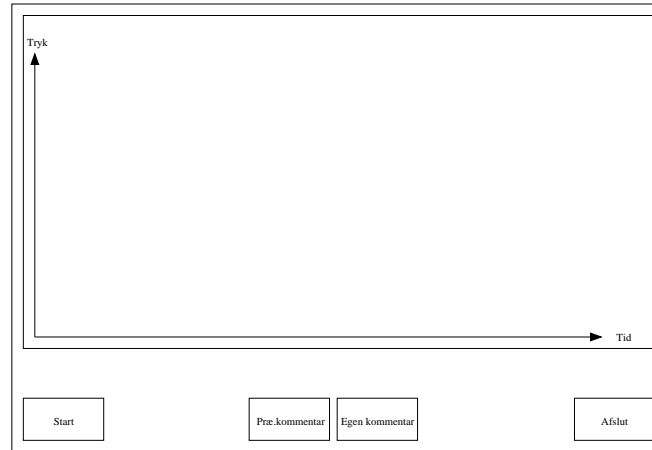 Tryk
Tid
Start
Præ.kommentar
Egen kommentar
Afslut